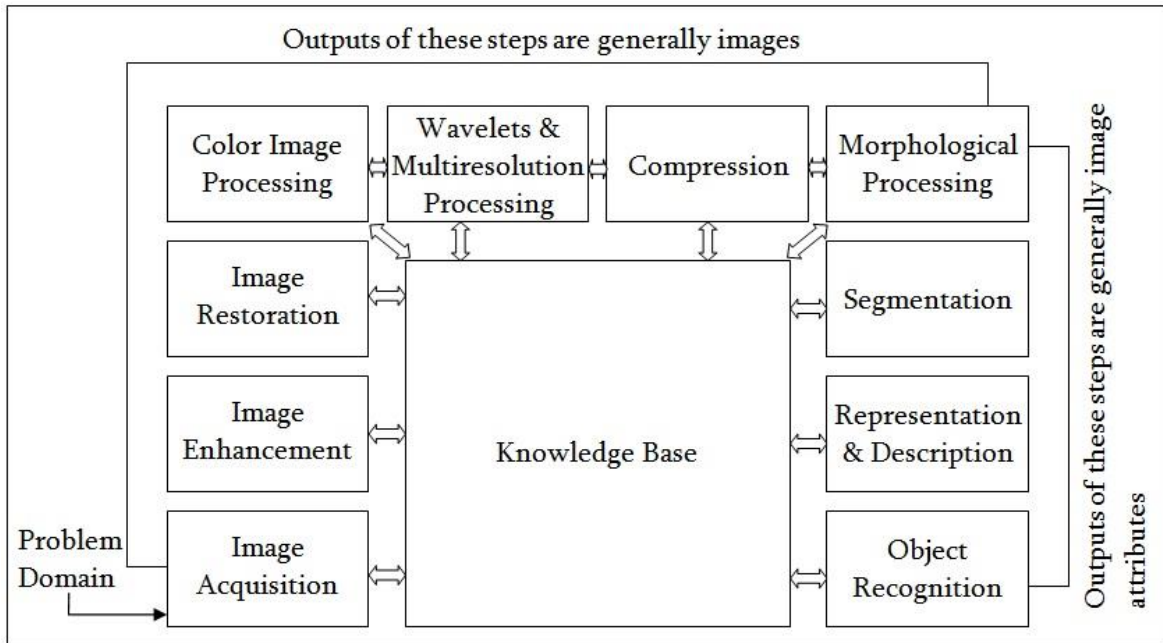 Outputs of these steps are generally images
Color Image
Processing
Wavelets &
Multiresolution
Processing
Compression
Morphological
Processing
Image
Restoration
Segmentation
Image
Enhancement
Knowledge Base
Representation
& Description
Problem
Domain
Image
Acquisition
Object
Recognition
Outputs of these steps are generally image
attributes